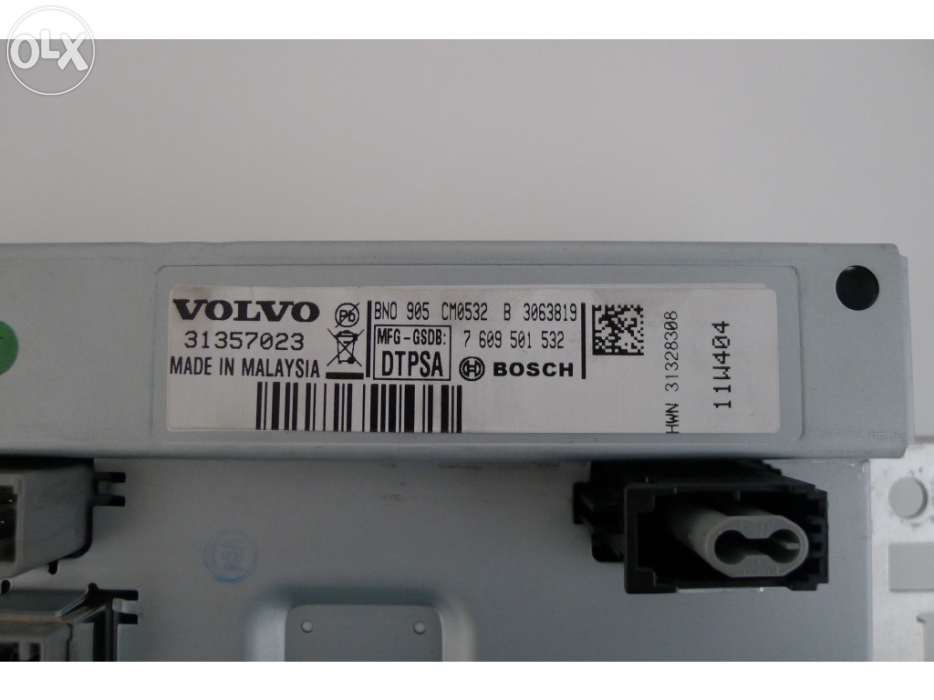 OLX
VOLVO
Pb
BNO 905 CM0532 B 3063819
31357023
MFG-GSDB:
DTPSA
7 609 501 532
MADE IN MALAYSIA
BOSCH
HWN 31328308
11W404